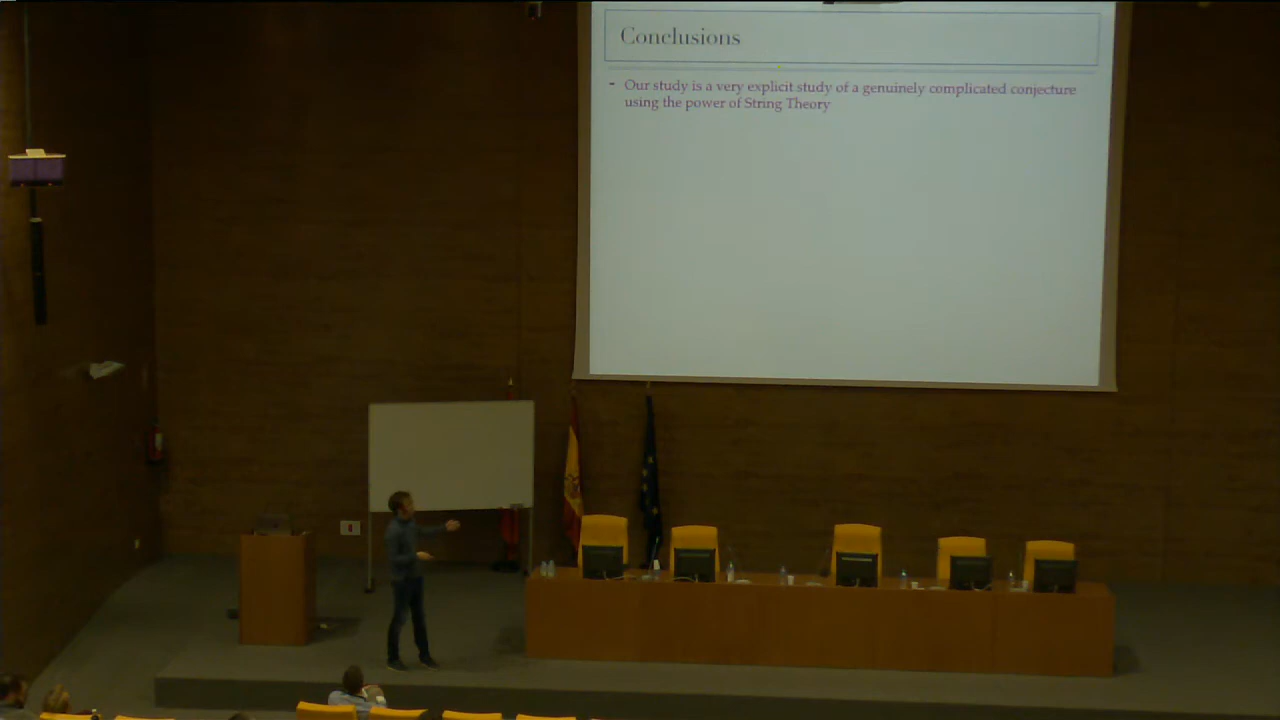 Conclusions
- Our study is a very explicit study of a genuinely complicated conjecture
using the power of String Theory